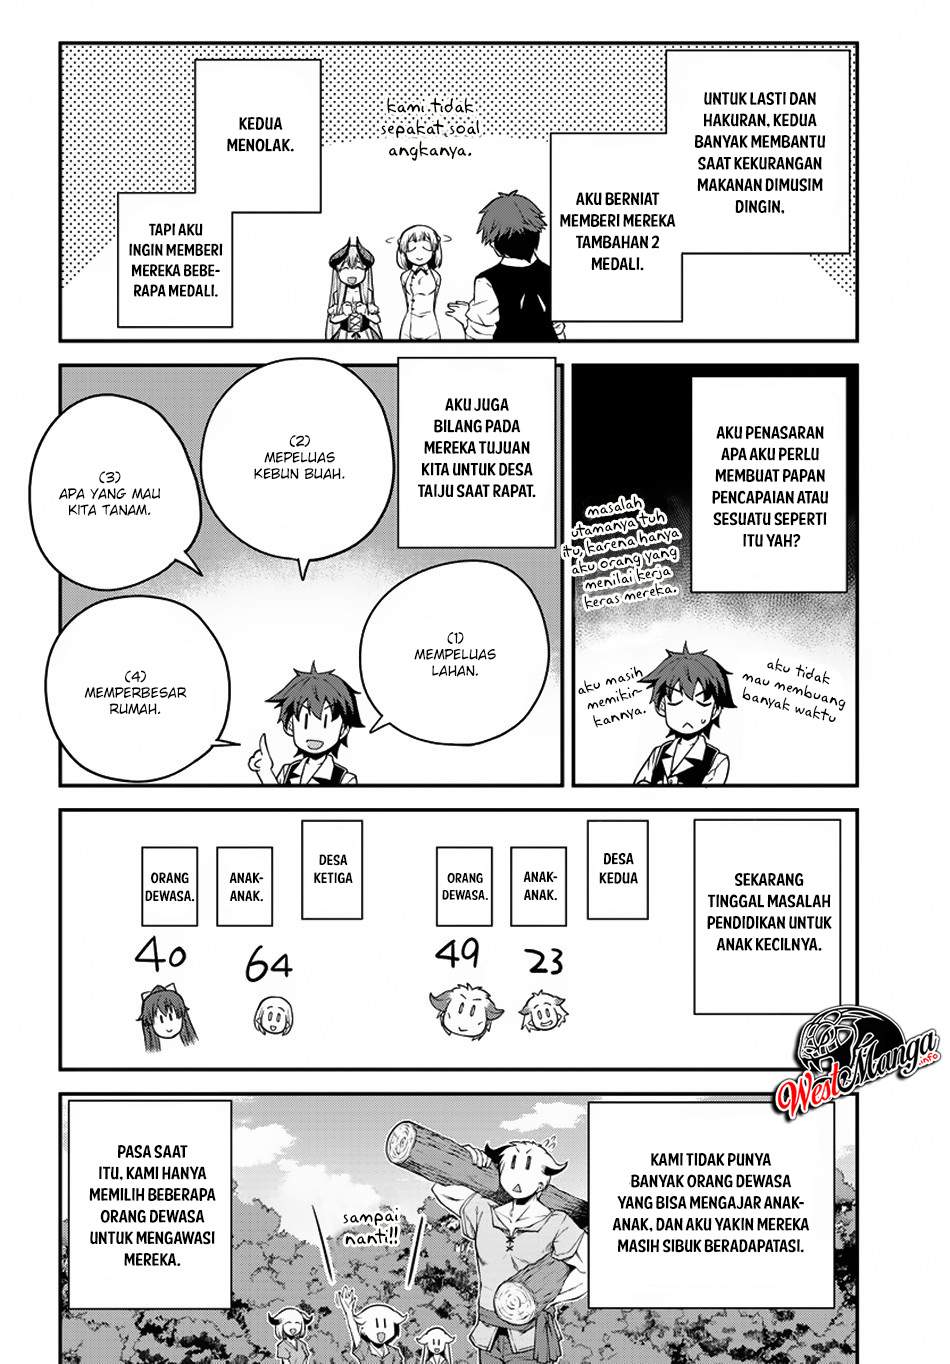 UNTUK LASTI DAN
HAKURAN, KEDUA
BANYAK MEMBANTU
SAAT KEKURANGAN
MAKANAN DIMUSIM
DINGIN,
AKU BERNIAT
MEMBERI MEREKA
TAMBAHAN 2
MEDALI.
kami tidak
sepakat soal
angkanya.
KEDUA
MENOLAK.
TAPI AKU
INGIN MEMBERI
MEREKA BEBE-
RAPA MEDALI.
AKU PENASARAN
APA AKU PERLU
MEMBUAT PAPAN
PENCAPAIAN ATAU
SESUATU SEPERTI
ITU YAH?
masalah
utamanya tuh
itu, karena hanya
aku orang yang
menilai kerja
keras mereka.
aku tidak
mau membuang
banyak waktu
aku masih
memikir-
kannya.
AKU JUGA
BILANG PADA
MEREKA TUJUAN
KITA UNTUK DESA
TAIJU SAAT RAPAT.
(1)
MEMPELUAS
LAHAN.
(2)
MEPELUAS
KEBUN BUAH.
(3)
APA YANG MAU
KITA TANAM.
(4)
MEMPERBESAR
RUMAH.
SEKARANG
TINGGAL MASALAH
PENDIDIKAN UNTUK
ANAK KECILNYA.
DESA
KEDUA
ANAK-
ANAK.
23
ORANG
DEWASA.
49
DESA
KETIGA
ANAK-
ANAK.
64
ORANG
DEWASA.
40
WestManga
.info
KAMI TIDAK PUNYA
BANYAK ORANG DEWASA
YANG BISA MENGAJAR ANAK-
ANAK, DAN AKU YAKIN MEREKA
MASIH SIBUK BERADAPATASI.
sampai
nanti!!
PASA SAAT
ITU, KAMI HANYA
MEMILIH BEBERAPA
ORANG DEWASA
UNTUK MENGAWASI
MEREKA.